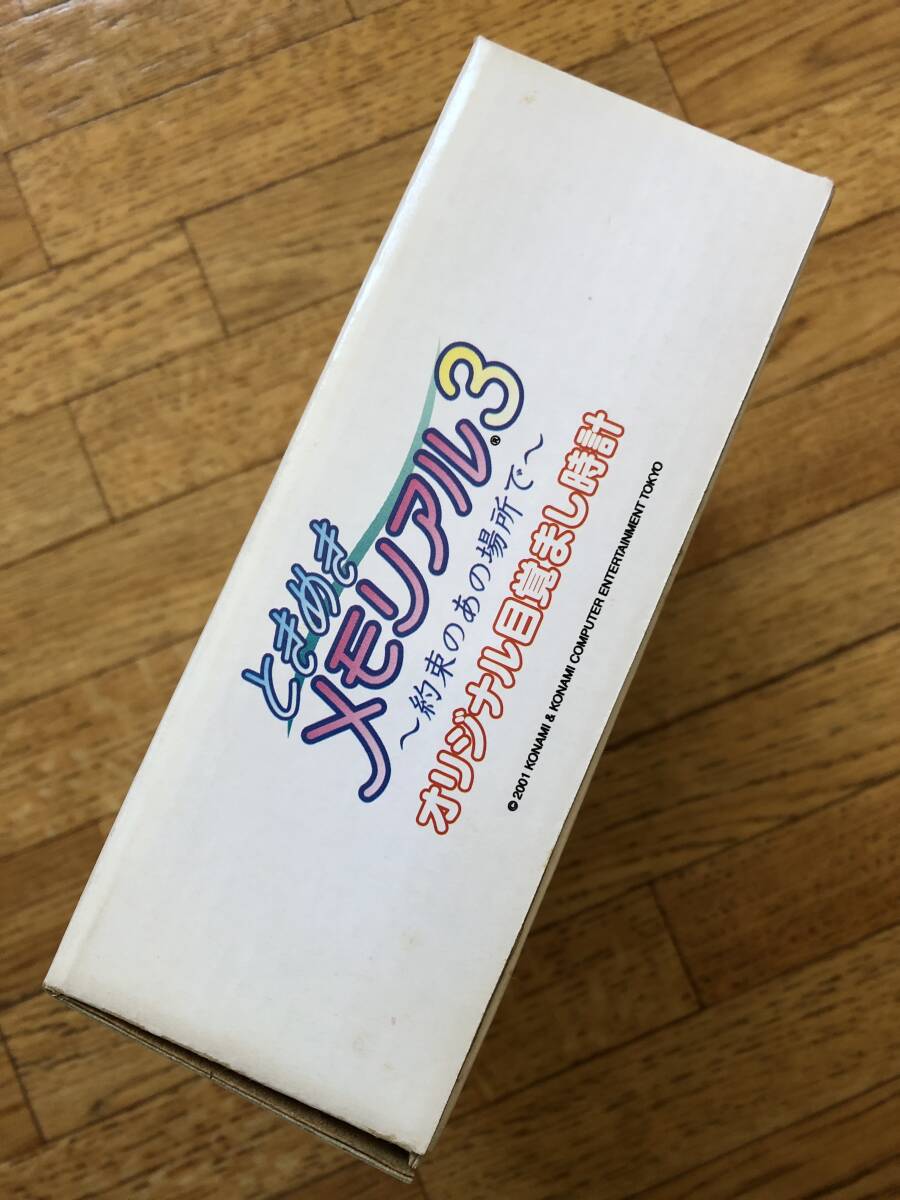 ときめき
メモリアル®3
～約束のあの場所で～
オリジナル目覚まし時計
© 2001 KONAMI & KONAMI COMPUTER ENTERTAINMENT TOKYO